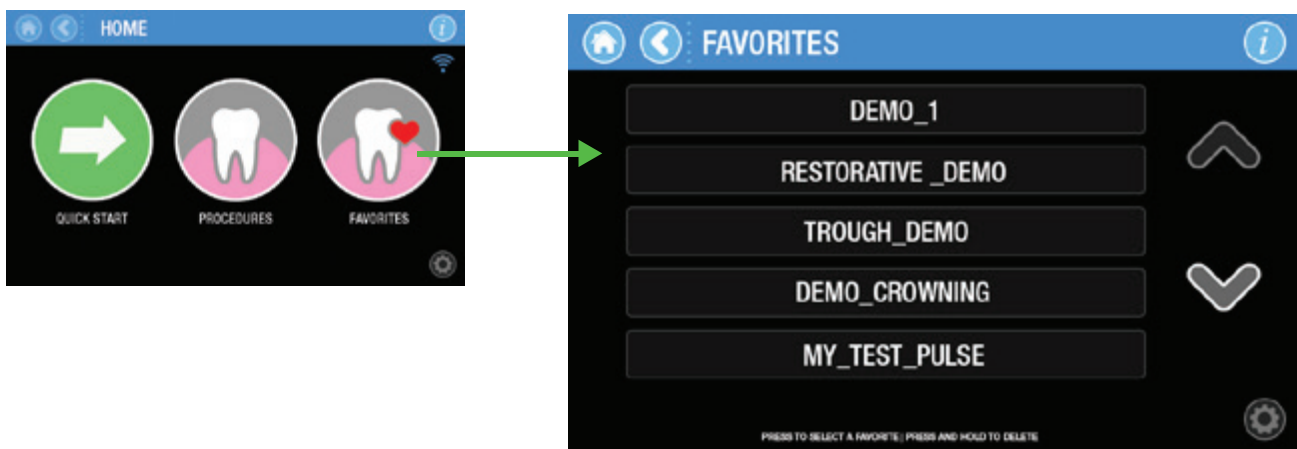 HOME
QUICK START
PROCEDURES
FAVORITES
FAVORITES
DEMO_1
RESTORATIVE _DEMO
TROUGH_DEMO
DEMO_CROWNING
MY_TEST_PULSE
PRESS TO SELECT A FAVORITE | PRESS AND HOLD TO DELETE